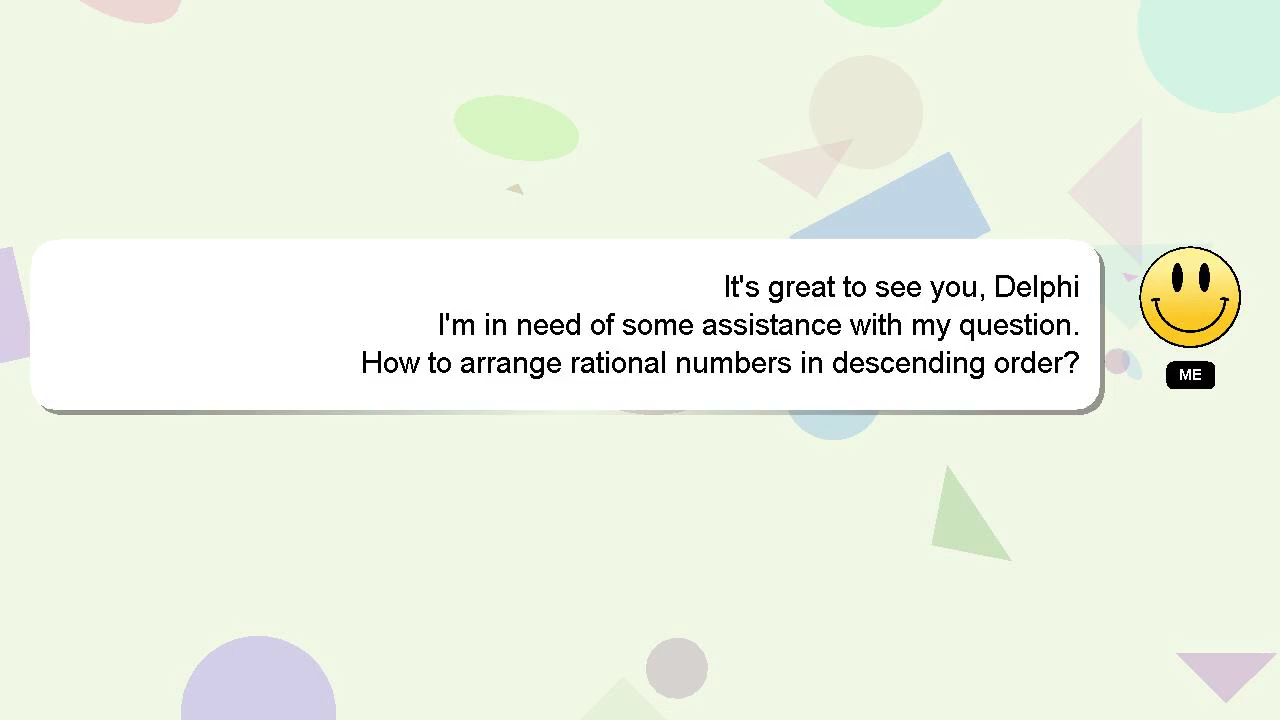 It's great to see you, Delphi
I'm in need of some assistance with my question.
How to arrange rational numbers in descending order?
ME